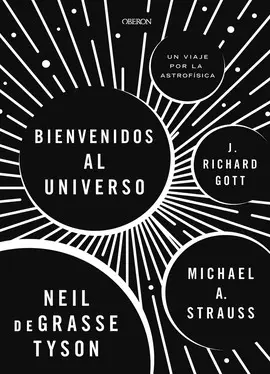 OBERON
UN VIAJE
POR LA
ASTROFÍSICA
BIENVENIDOS
AL
UNIVERSO
J.
RICHARD
GOTT
NEIL
DEGRASSE
TYSON
MICHAEL
A.
STRAUSS